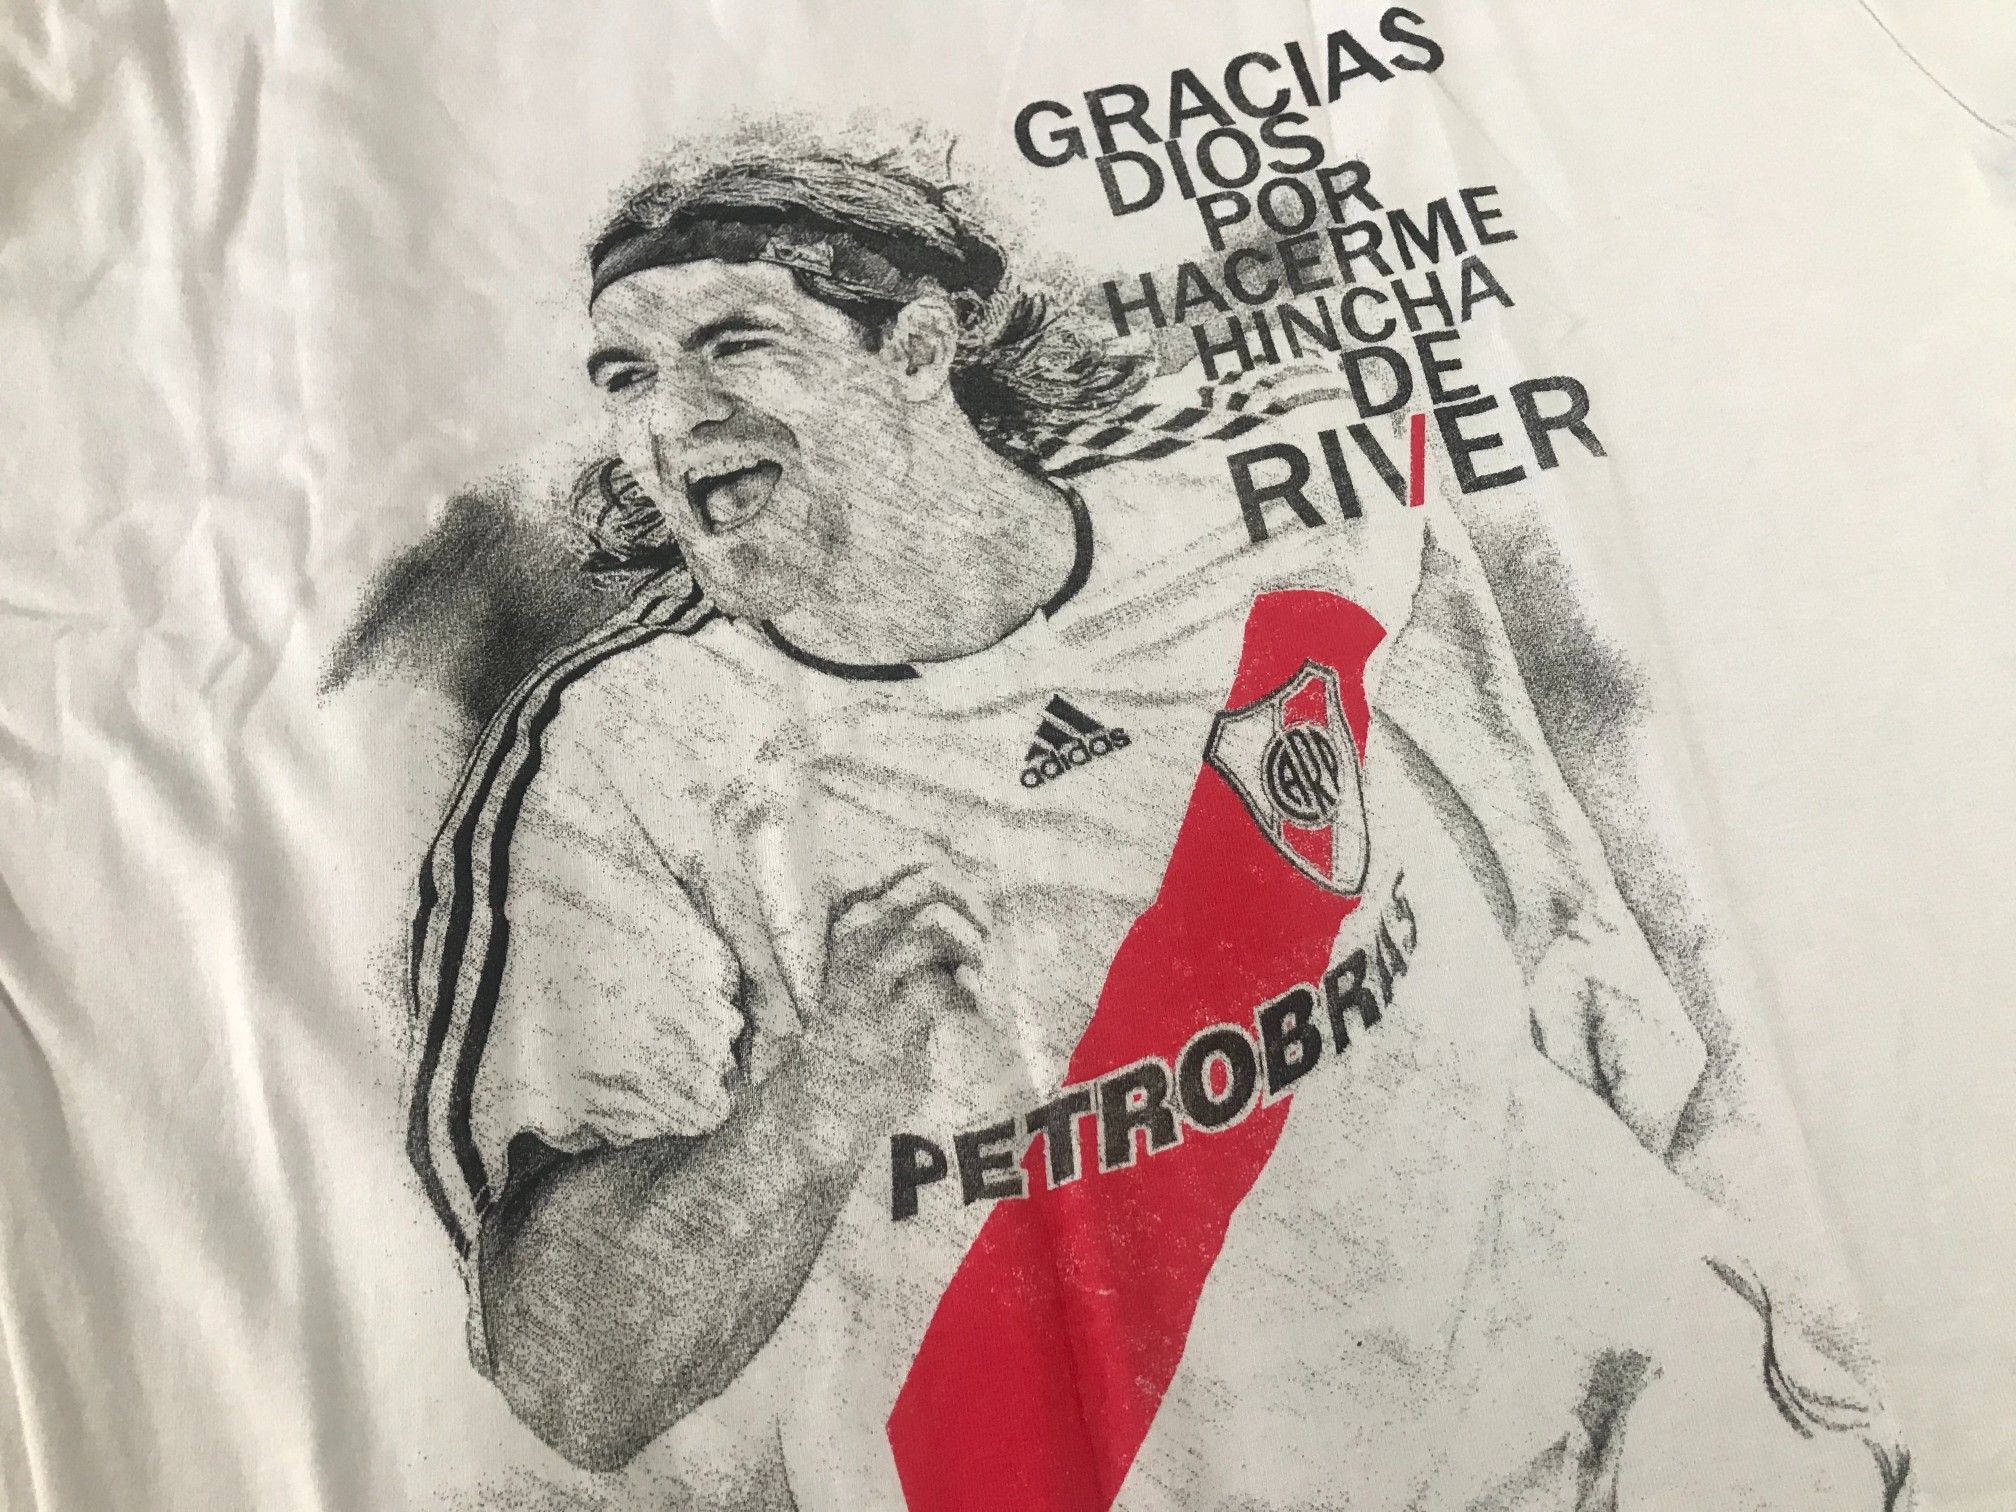 GRACIAS
DIOS
POR
HACERME
HINCHA
DE
RIVER
adidas
CARP
PETROBRAS